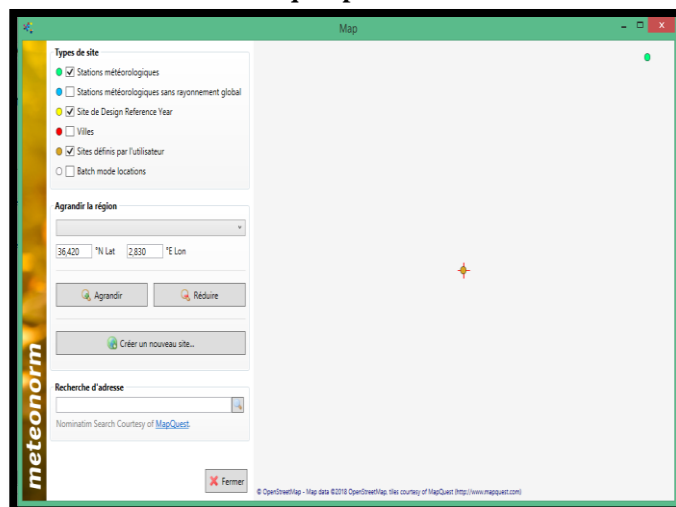 Map
Types de site
Stations météorologiques
Stations météorologiques sans rayonnement global
Site de Design Reference Year
Villes
Sites définis par l'utilisateur
Batch mode locations
Agrandir la région
36,420 °N Lat 2,830 °E Lon
Agrandir Réduire
Créer un nouveau site...
Recherche d'adresse
Nominatim Search Courtesy of MapQuest.
Fermer
meteonorm
© OpenStreetMap - Map data ©2018 OpenStreetMap, tiles courtesy of MapQuest (http://www.mapquest.com)